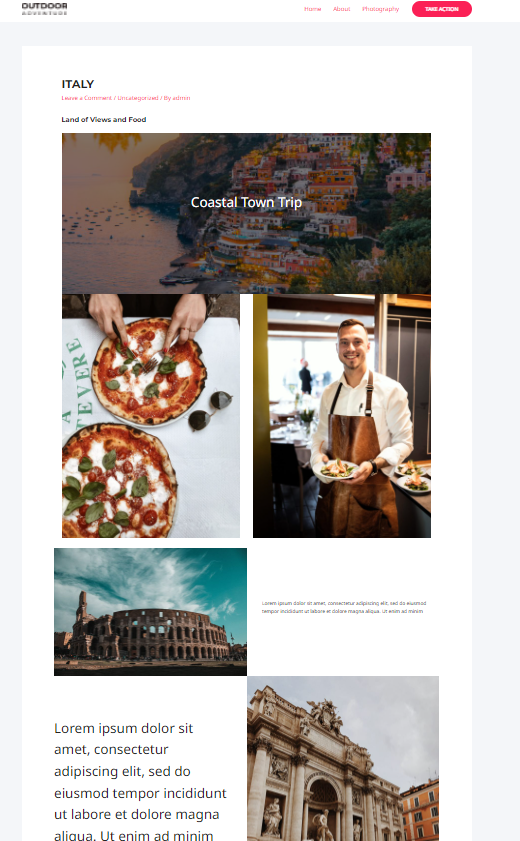 OUTDOOR
ADVENTURE
Home About Photography TAKE ACTION
ITALY
Leave a Comment / Uncategorized / By admin
Land of Views and Food
Coastal Town Trip
TEVERE
Lorem ipsum dolor sit amet, consectetur adipiscing elit, sed do eiusmod
tempor incididunt ut labore et dolore magna aliqua. Ut enim ad minim
Lorem ipsum dolor sit
amet, consectetur
adipiscing elit, sed do
eiusmod tempor incididunt
ut labore et dolore magna
aliqua. Ut enim ad minim